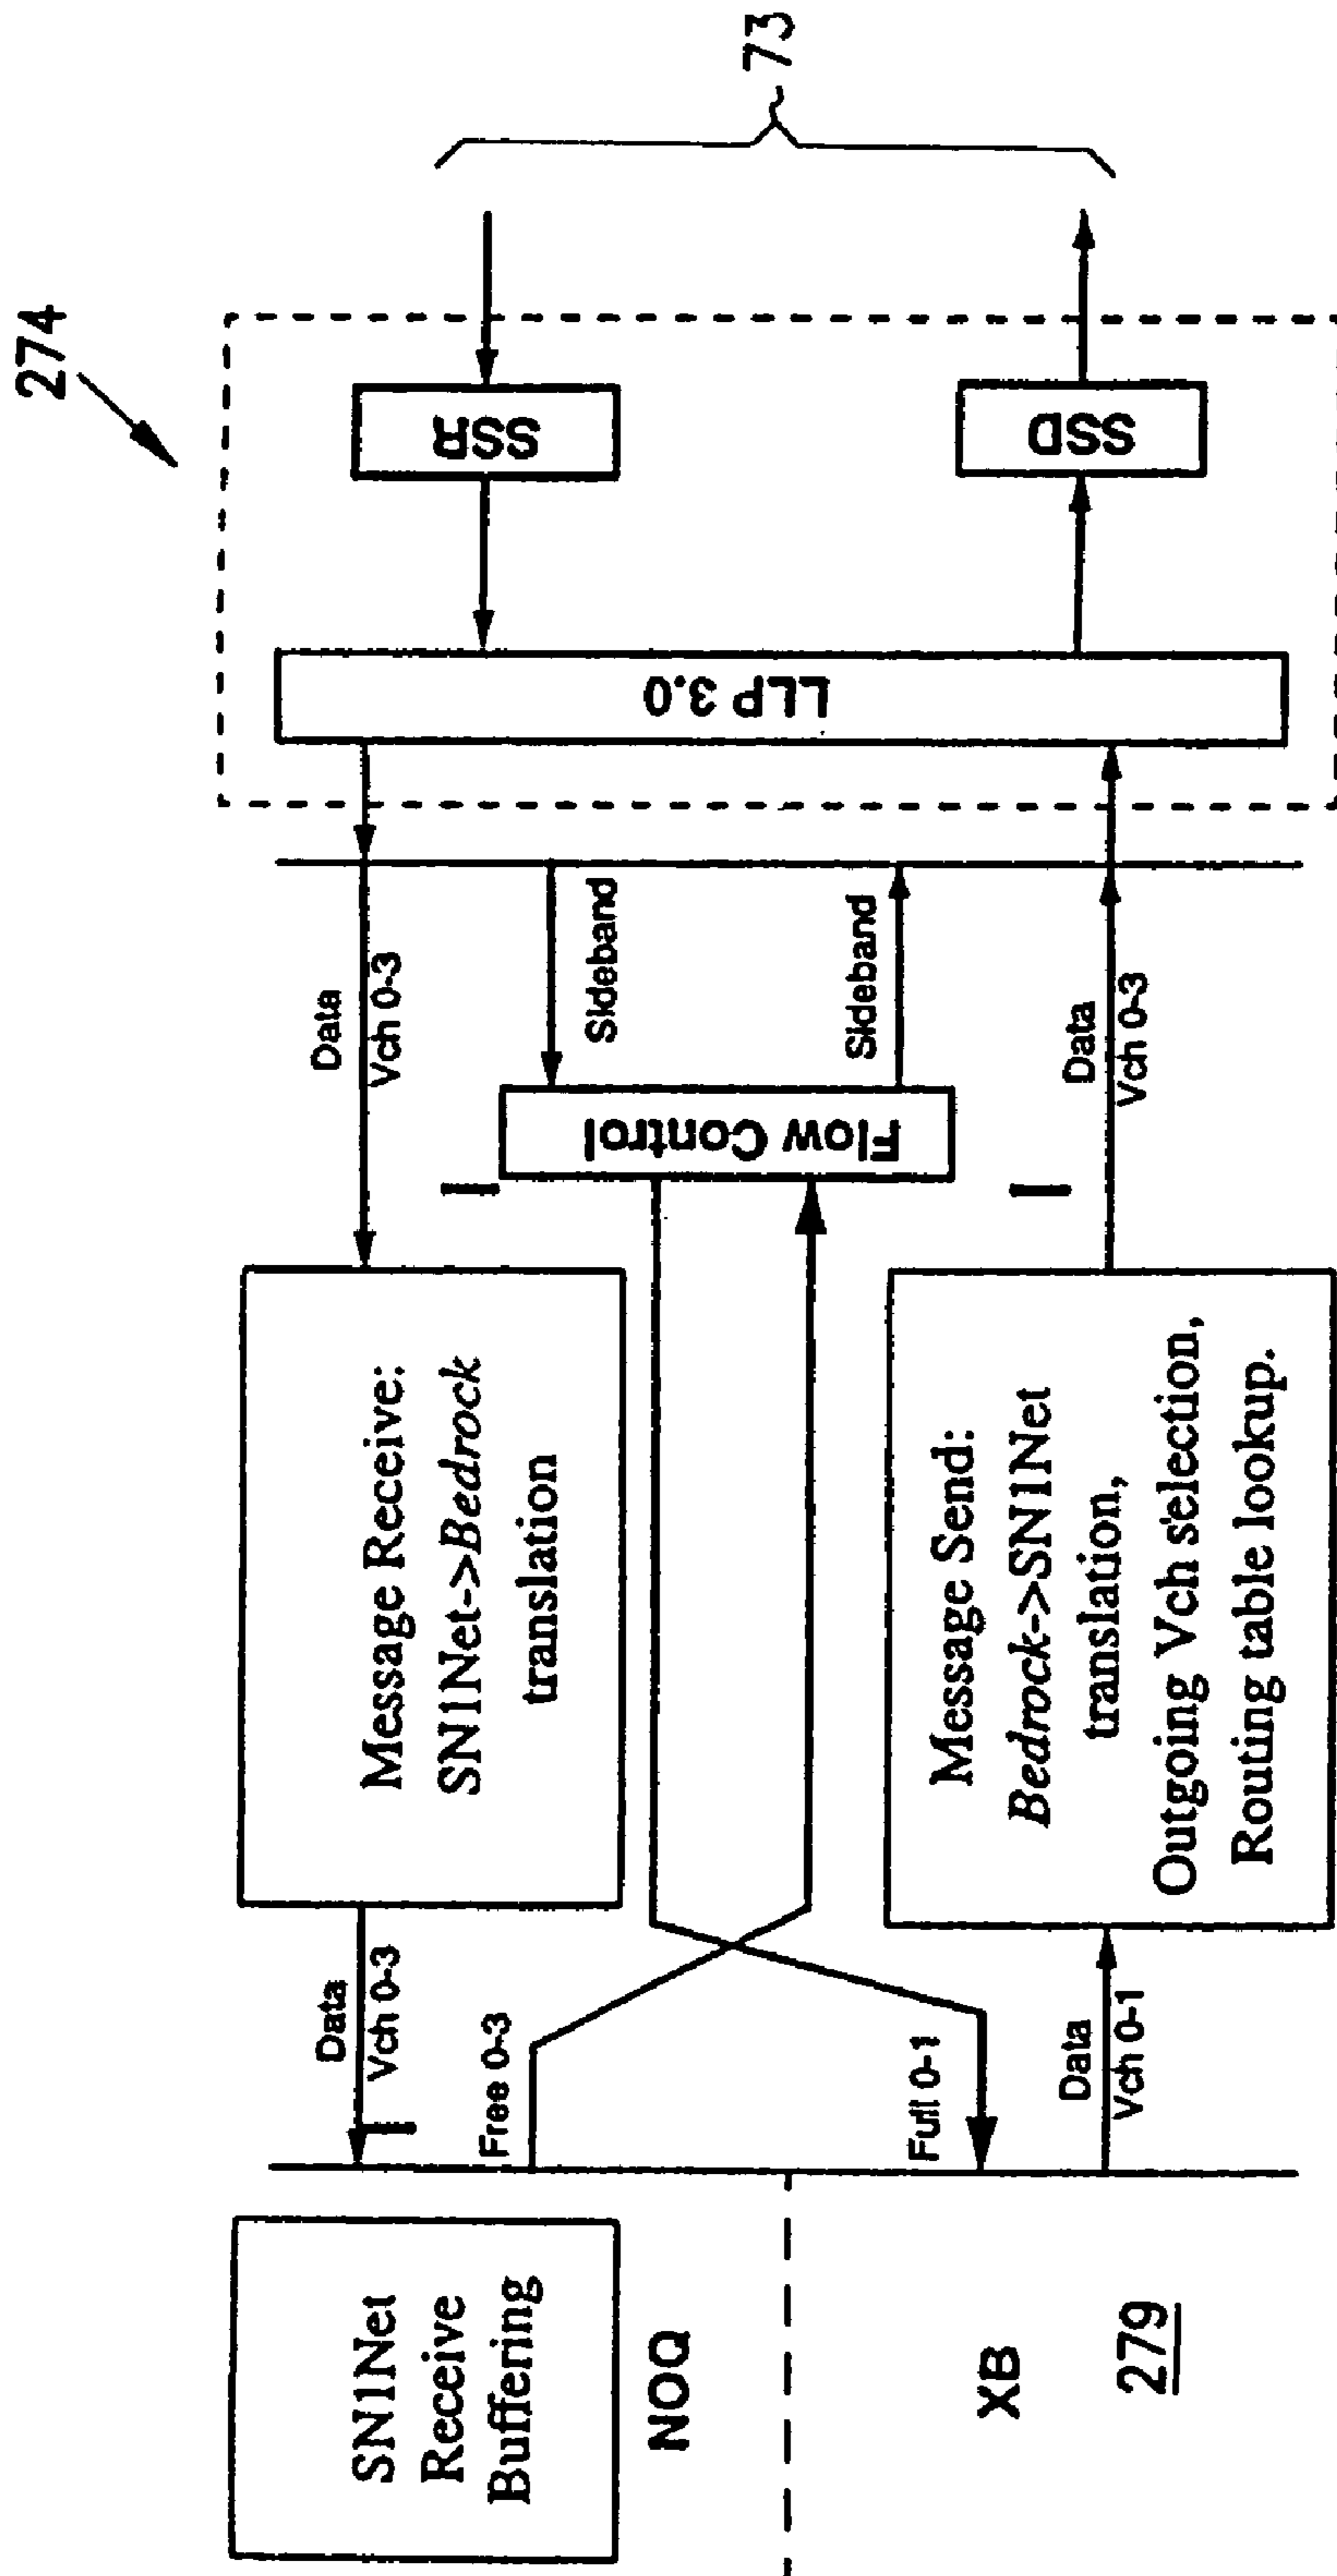 274
73
SN1Net
Receive
Buffering
NOQ
XB
279
Data
Vch 0-3
Free 0-3
Full 0-1
Data
Vch 0-1
Message Receive:
SN1Net->Bedrock
translation
Message Send:
Bedrock->SN1Net
translation,
Outgoing Vch selection,
Routing table lookup.
Flow Control
Data
Vch 0-3
Sideband
Sideband
Data
Vch 0-3
LLP 3.0
SSR
SSD